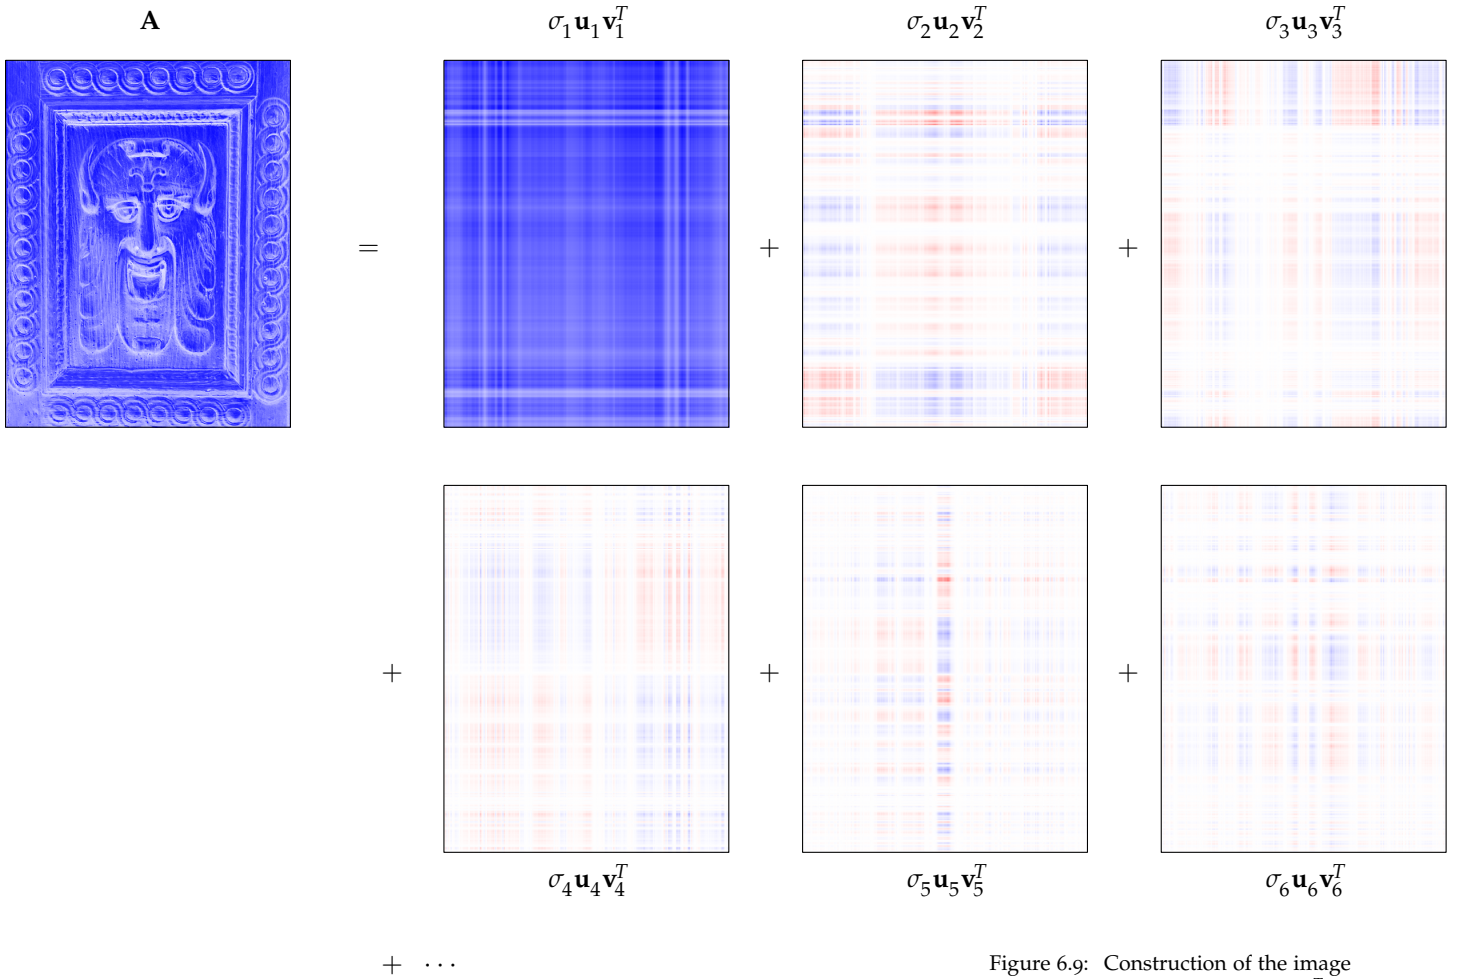 A σ₁u₁v₁ᵀ σ₂u₂v₂ᵀ σ₃u₃v₃ᵀ
= + +
+ + +
σ₄u₄v₄ᵀ σ₅u₅v₅ᵀ σ₆u₆v₆ᵀ
+ ···
Figure 6.9: Construction of the image